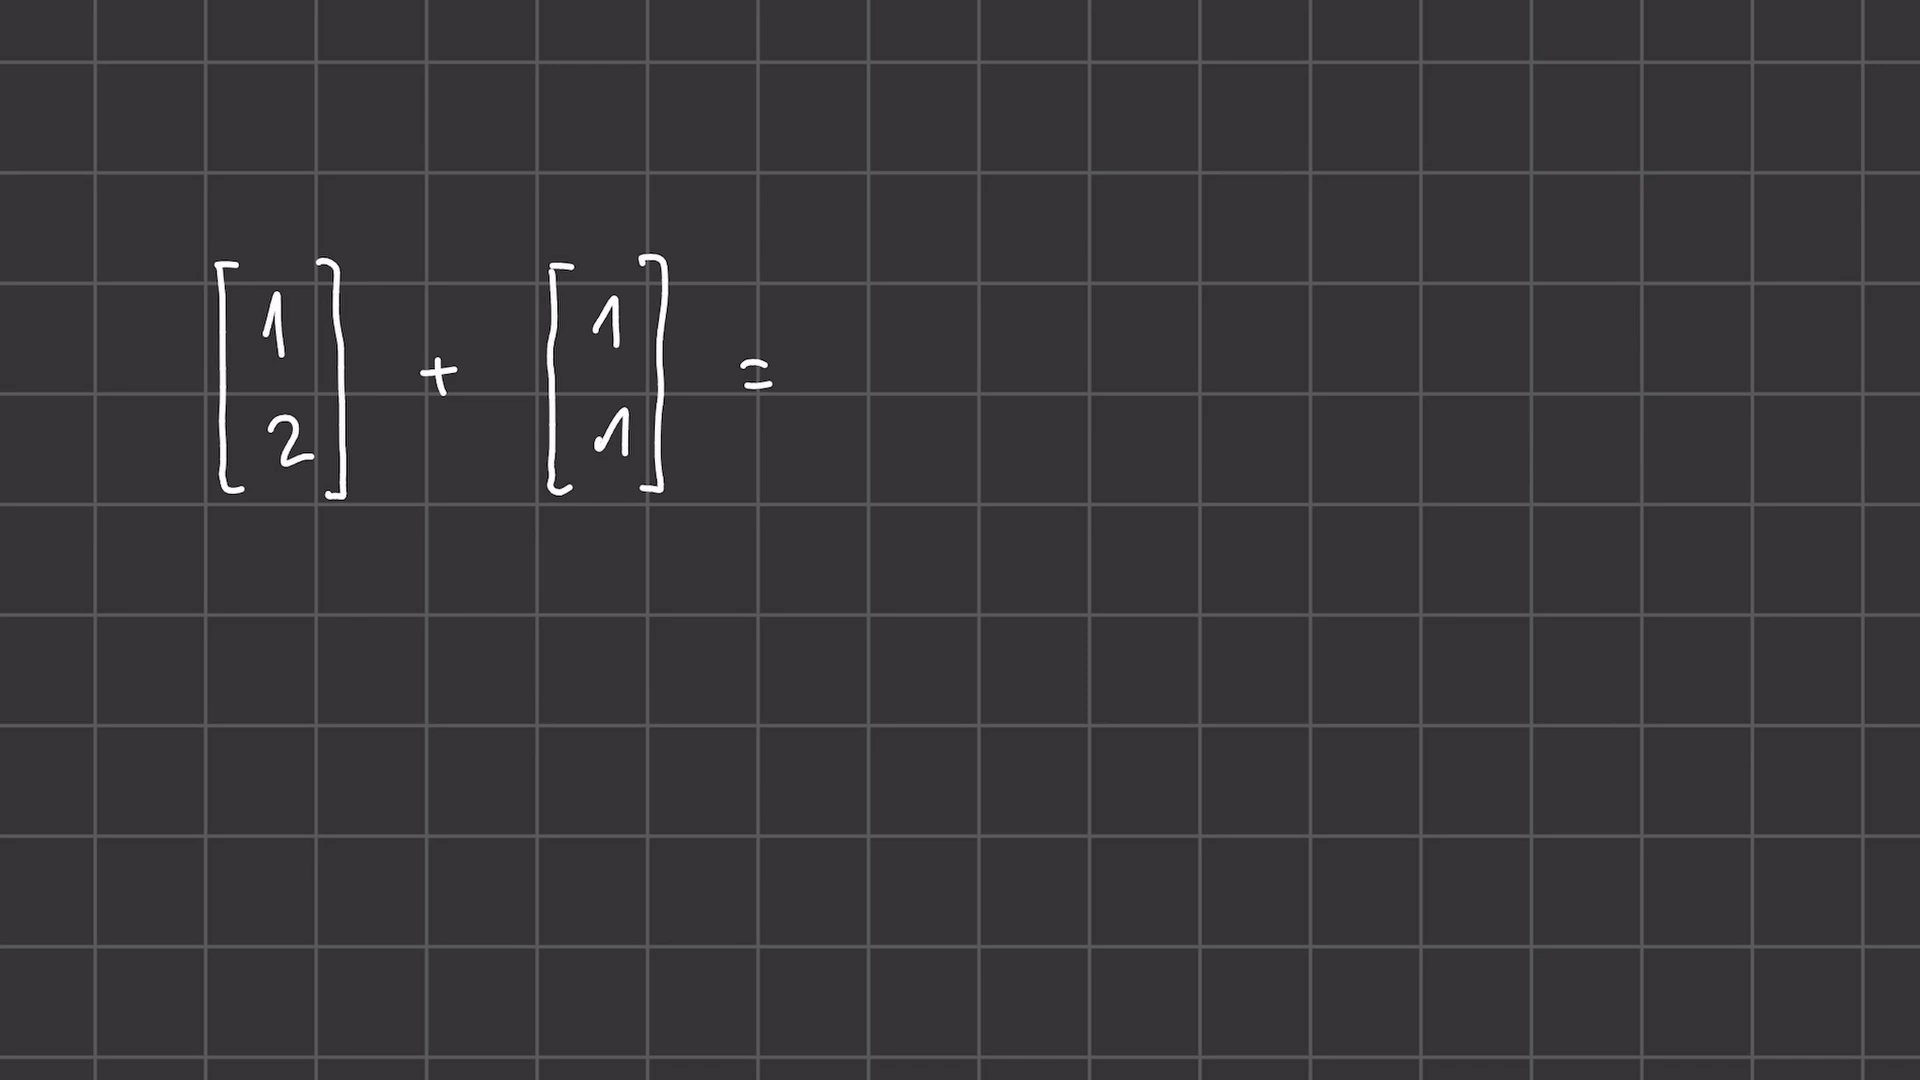 [1 2] + [1 1] =